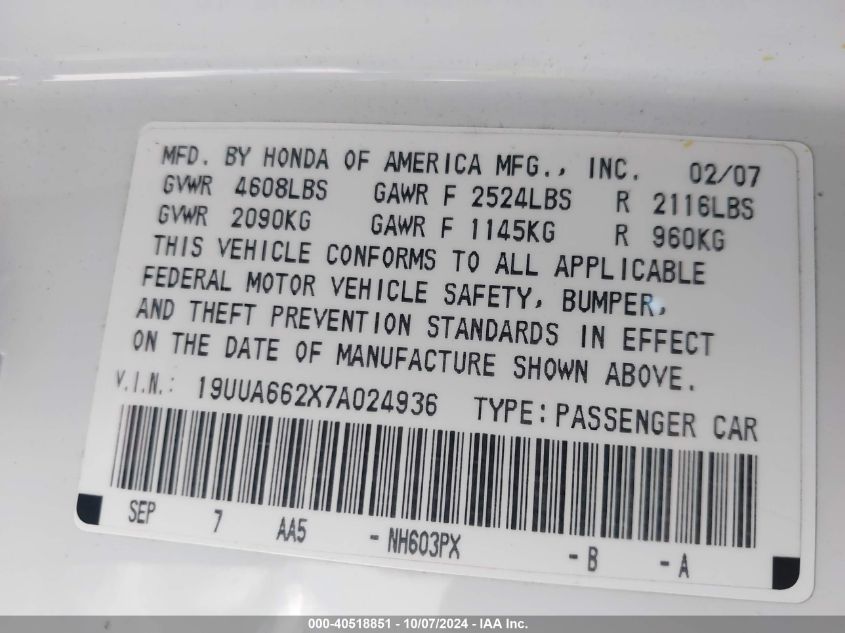 MFD. BY HONDA OF AMERICA MFG., INC. 02/07
GVWR 4608LBS GAWR F 2524LBS R 2116LBS
GVWR 2090KG GAWR F 1145KG R 960KG
THIS VEHICLE CONFORMS TO ALL APPLICABLE
FEDERAL MOTOR VEHICLE SAFETY, BUMPER,
AND THEFT PREVENTION STANDARDS IN EFFECT
ON THE DATE OF MANUFACTURE SHOWN ABOVE.
V.I.N.: 19UUA662X7A024936 TYPE:PASSENGER CAR
SEP 7 AA5 - NH603PX - B - A
000-40518851 - 10/07/2024 - IAA Inc.